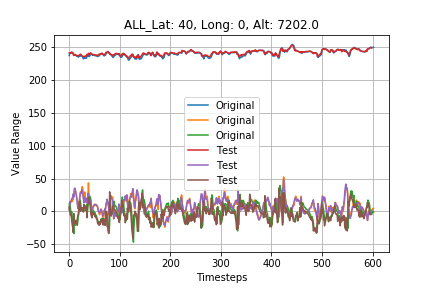 ALL_Lat: 40, Long: 0, Alt: 7202.0
250
200
150
100
50
0
−50
Value Range
Original
Original
Original
Test
Test
Test
0
100
200
300
400
500
600
Timesteps